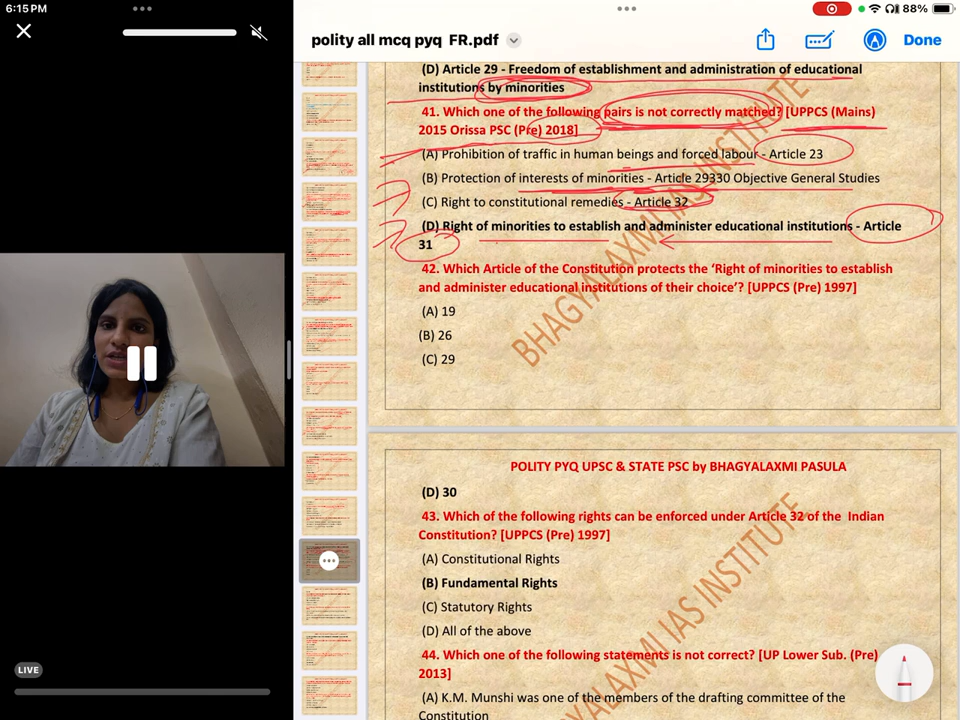 6:15 PM
88%
polity all mcq pyq FR.pdf
Done
(D) Article 29 - Freedom of establishment and administration of educational
institutions by minorities
41. Which one of the following pairs is not correctly matched? [UPPCS (Mains)
2015 Orissa PSC (Pre) 2018]
(A) Prohibition of traffic in human beings and forced labour - Article 23
(B) Protection of interests of minorities - Article 29330 Objective General Studies
(C) Right to constitutional remedies - Article 32
(D) Right of minorities to establish and administer educational institutions - Article
31
42. Which Article of the Constitution protects the ‘Right of minorities to establish
and administer educational institutions of their choice’? [UPPCS (Pre) 1997]
(A) 19
(B) 26
(C) 29
BHAGYALAXMI IAS INSTITUTE
POLITY PYQ UPSC & STATE PSC by BHAGYALAXMI PASULA
(D) 30
43. Which of the following rights can be enforced under Article 32 of the Indian
Constitution? [UPPCS (Pre) 1997]
(A) Constitutional Rights
(B) Fundamental Rights
(C) Statutory Rights
(D) All of the above
44. Which one of the following statements is not correct? [UP Lower Sub. (Pre)
2013]
(A) K.M. Munshi was one of the members of the drafting committee of the
Constitution
BHAGYALAXMI IAS INSTITUTE
LIVE